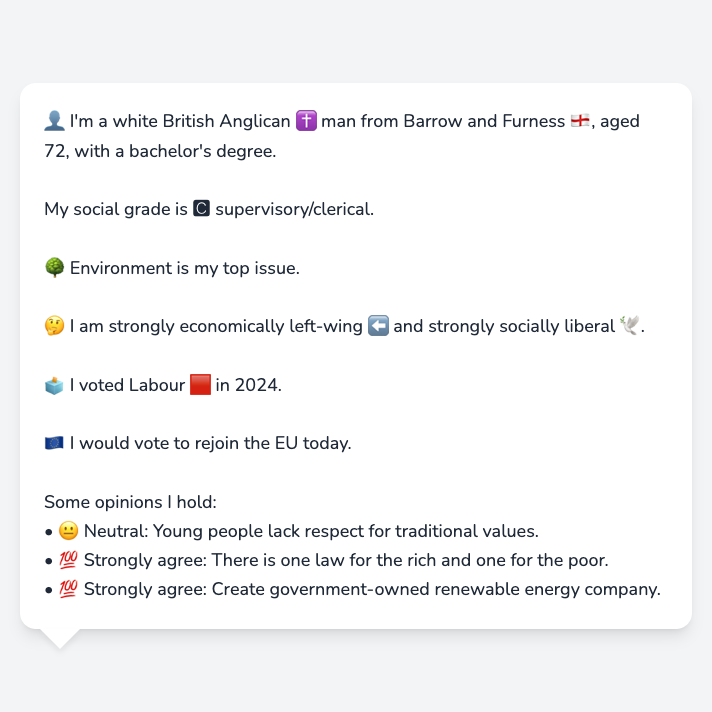 👤 I'm a white British Anglican ✝️ man from Barrow and Furness 🏴󠁧󠁢󠁥󠁮󠁧󠁿, aged
72, with a bachelor's degree.
My social grade is 🅲 supervisory/clerical.
🌳 Environment is my top issue.
🤔 I am strongly economically left-wing ⬅️ and strongly socially liberal 🕊️.
🗳️ I voted Labour 🟥 in 2024.
🇪🇺 I would vote to rejoin the EU today.
Some opinions I hold:
• 😐 Neutral: Young people lack respect for traditional values.
• 💯 Strongly agree: There is one law for the rich and one for the poor.
• 💯 Strongly agree: Create government-owned renewable energy company.